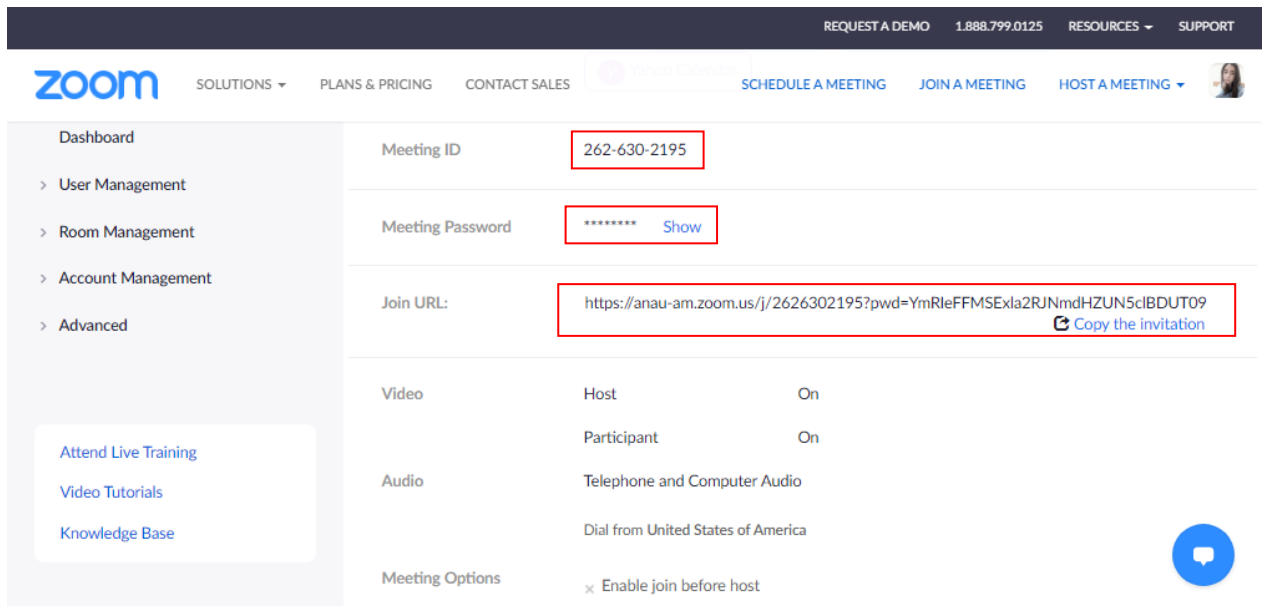 REQUEST A DEMO 1.888.799.0125 RESOURCES SUPPORT
zoom SOLUTIONS PLANS & PRICING CONTACT SALES Yahoo Calendar SCHEDULE A MEETING JOIN A MEETING HOST A MEETING
Dashboard
User Management
Room Management
Account Management
Advanced
Attend Live Training
Video Tutorials
Knowledge Base
Meeting ID 262-630-2195
Meeting Password ******** Show
Join URL: https://anau-am.zoom.us/j/2626302195?pwd=YmRleFFMSExla2RJNmdHZUN5clBDUT09
Copy the invitation
Video Host On
Participant On
Audio Telephone and Computer Audio
Dial from United States of America
Meeting Options × Enable join before host